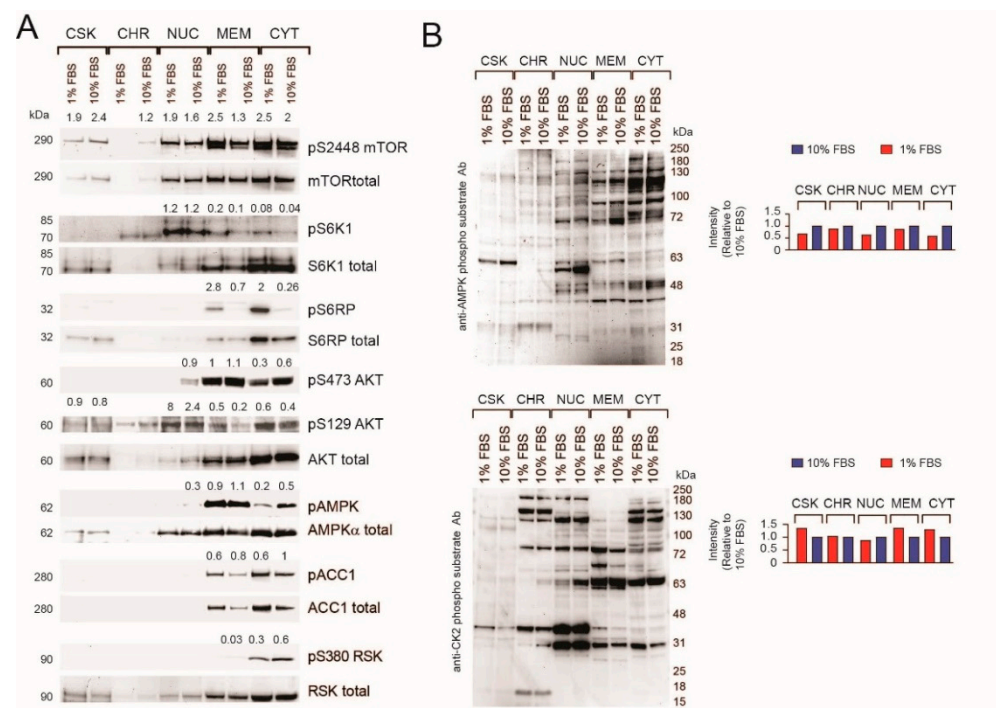 A
CSK CHR NUC MEM CYT
1% FBS 10% FBS 1% FBS 10% FBS 1% FBS 10% FBS 1% FBS 10% FBS 1% FBS 10% FBS
kDa 1.9 2.4 1.2 1.9 1.6 2.5 1.3 2.5 2
290 pS2448 mTOR
290 mTORtotal
1.2 1.2 0.2 0.1 0.08 0.04
85
70 pS6K1
85
70 S6K1 total
2.8 0.7 2 0.26
32 pS6RP
32 S6RP total
0.9 1 1.1 0.3 0.6
60 pS473 AKT
0.9 0.8 8 2.4 0.5 0.2 0.6 0.4
60 pS129 AKT
60 AKT total
0.3 0.9 1.1 0.2 0.5
62 pAMPK
62 AMPKα total
0.6 0.8 0.6 1
280 pACC1
280 ACC1 total
0.03 0.3 0.6
90 pS380 RSK
90 RSK total
B
CSK CHR NUC MEM CYT
1% FBS 10% FBS 1% FBS 10% FBS 1% FBS 10% FBS 1% FBS 10% FBS 1% FBS 10% FBS
kDa
250
180
130
100
72
63
48
31
25
18
anti-AMPK phospho substrate Ab
10% FBS 1% FBS
CSK CHR NUC MEM CYT
1.5
1.0
0.5
0
Intensity
(Relative to
10% FBS)
CSK CHR NUC MEM CYT
1% FBS 10% FBS 1% FBS 10% FBS 1% FBS 10% FBS 1% FBS 10% FBS 1% FBS 10% FBS
kDa
250
180
130
100
72
63
48
31
25
18
15
anti-CK2 phospho substrate Ab
10% FBS 1% FBS
CSK CHR NUC MEM CYT
1.5
1.0
0.5
0
Intensity
(Relative to
10% FBS)